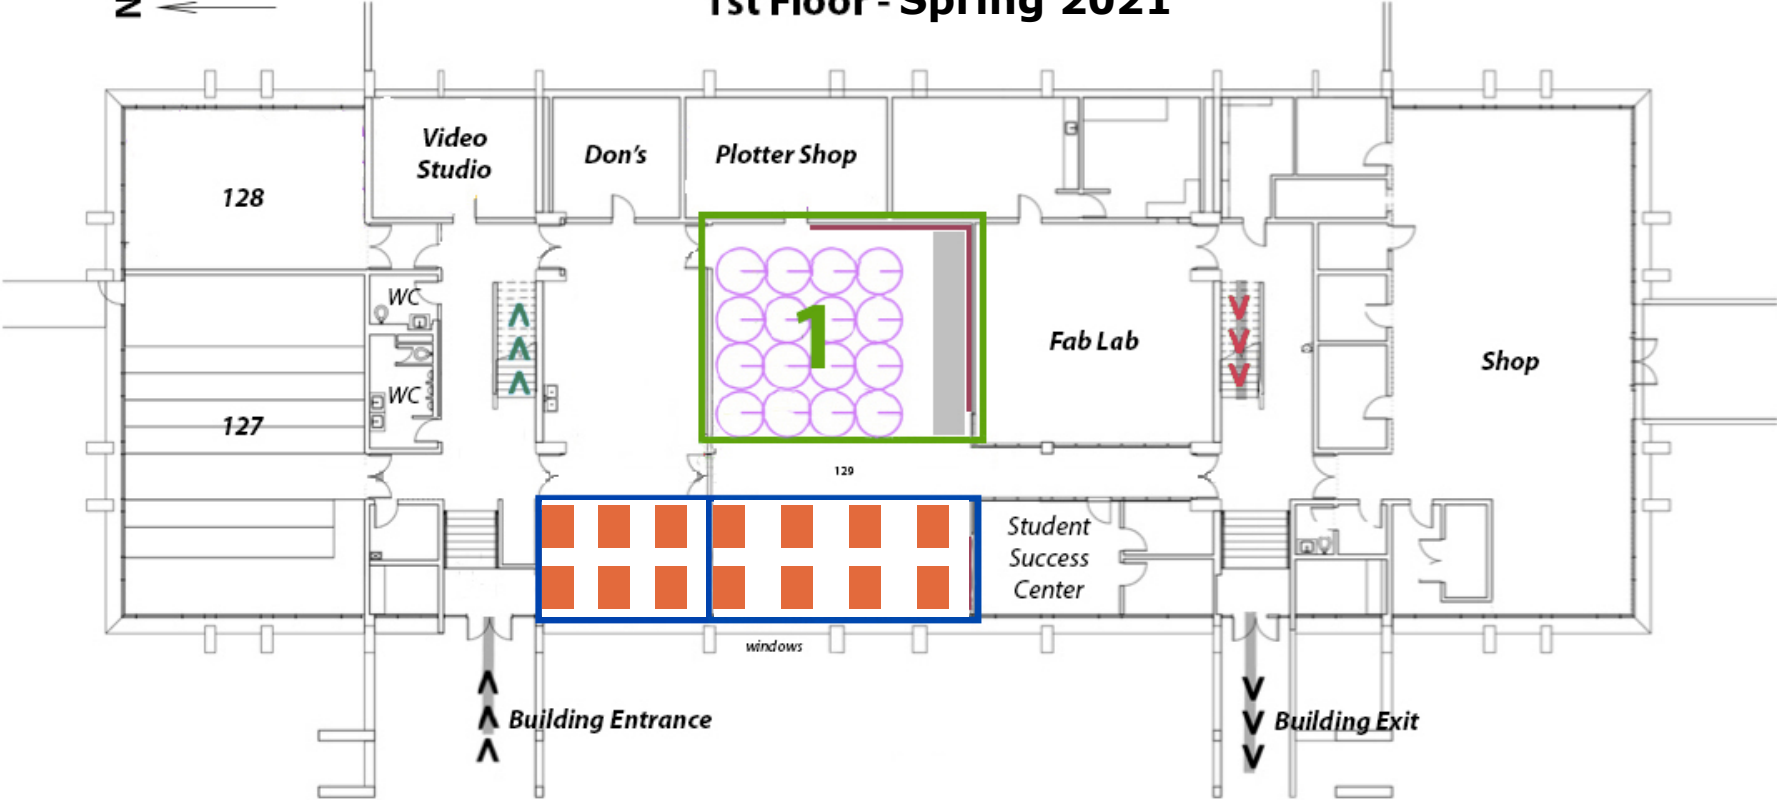 N
1st Floor - Spring 2021
Video
Studio
Don's
Plotter Shop
128
WC
1
Fab Lab
Shop
WC
127
129
Student
Success
Center
windows
Building Entrance
Building Exit